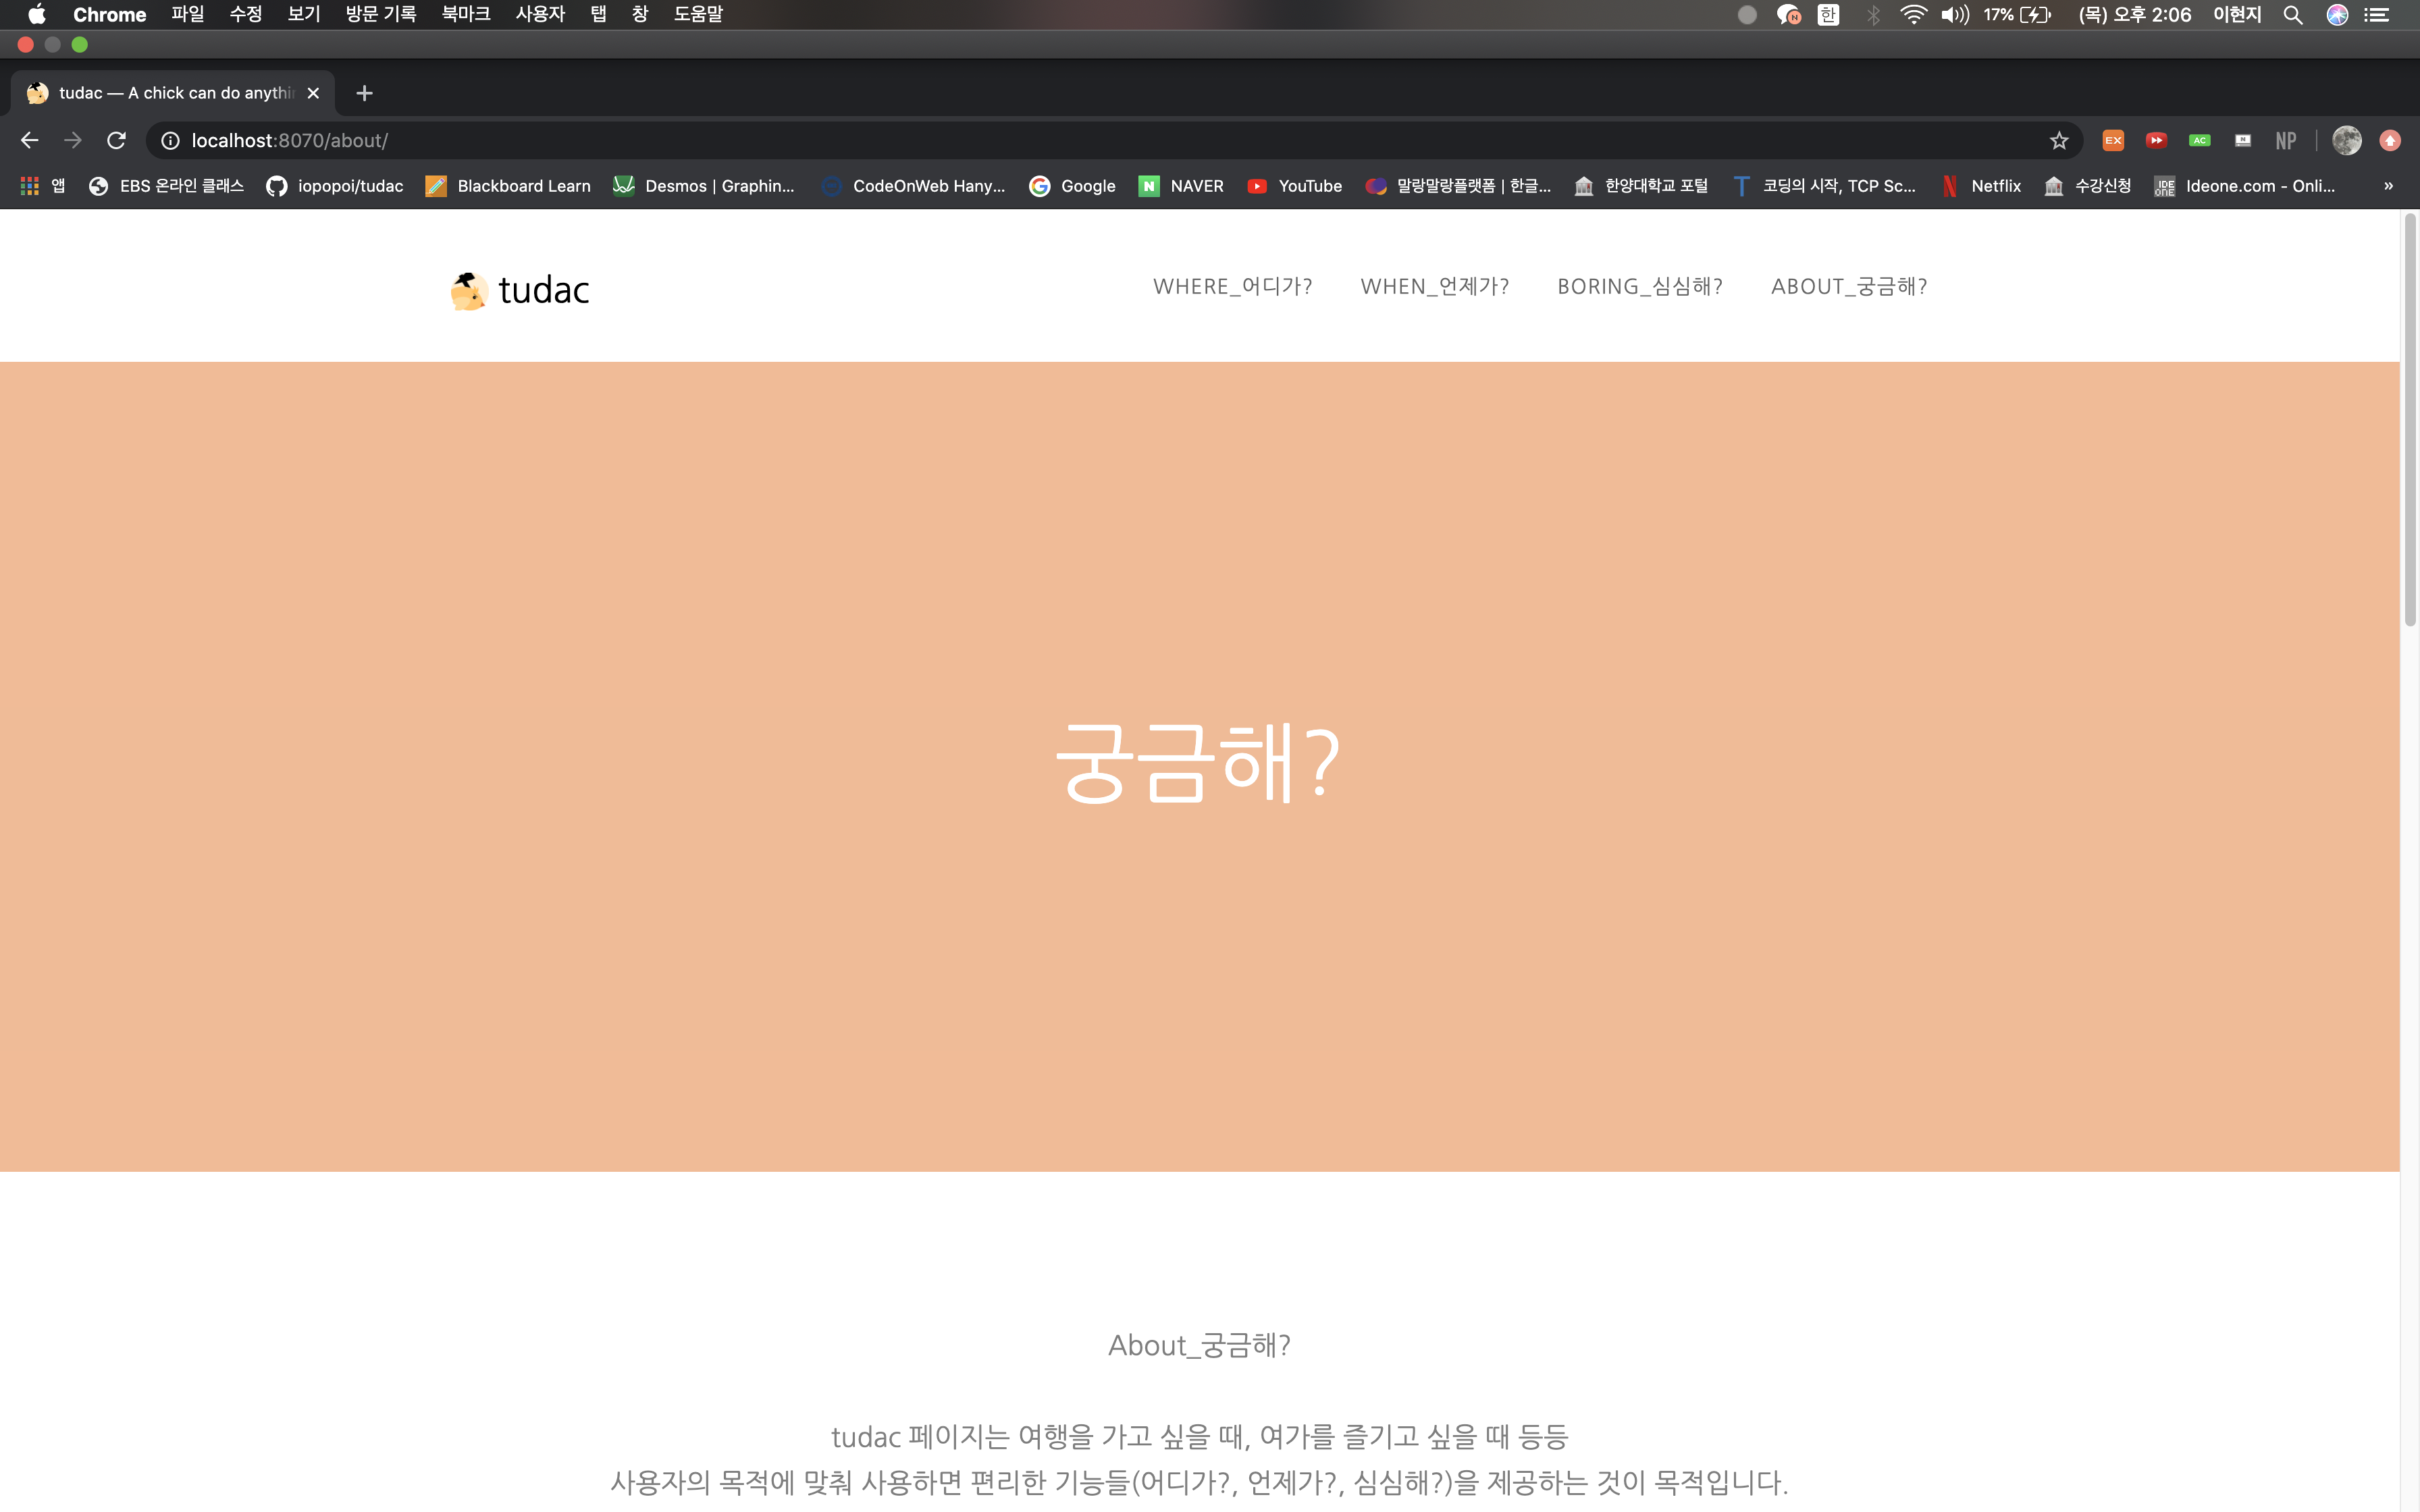 Chrome 파일 수정 보기 방문 기록 북마크 사용자 탭 창 도움말 N 한 17% (목) 오후 2:06 이현지
tudac — A chick can do anythin
localhost:8070/about/ EX AC N NP
앱 EBS 온라인 클래스 iopopoi/tudac Blackboard Learn Desmos | Graphin... CodeOnWeb Hany... Google N NAVER YouTube 말랑말랑플랫폼 | 한글... 한양대학교 포털 T 코딩의 시작, TCP Sc... N Netflix 수강신청 IDE ONE Ideone.com - Onli... »
tudac WHERE_어디가? WHEN_언제가? BORING_심심해? ABOUT_궁금해?
궁금해?
About_궁금해?
tudac 페이지는 여행을 가고 싶을 때, 여가를 즐기고 싶을 때 등등
사용자의 목적에 맞춰 사용하면 편리한 기능들(어디가?, 언제가?, 심심해?)을 제공하는 것이 목적입니다.